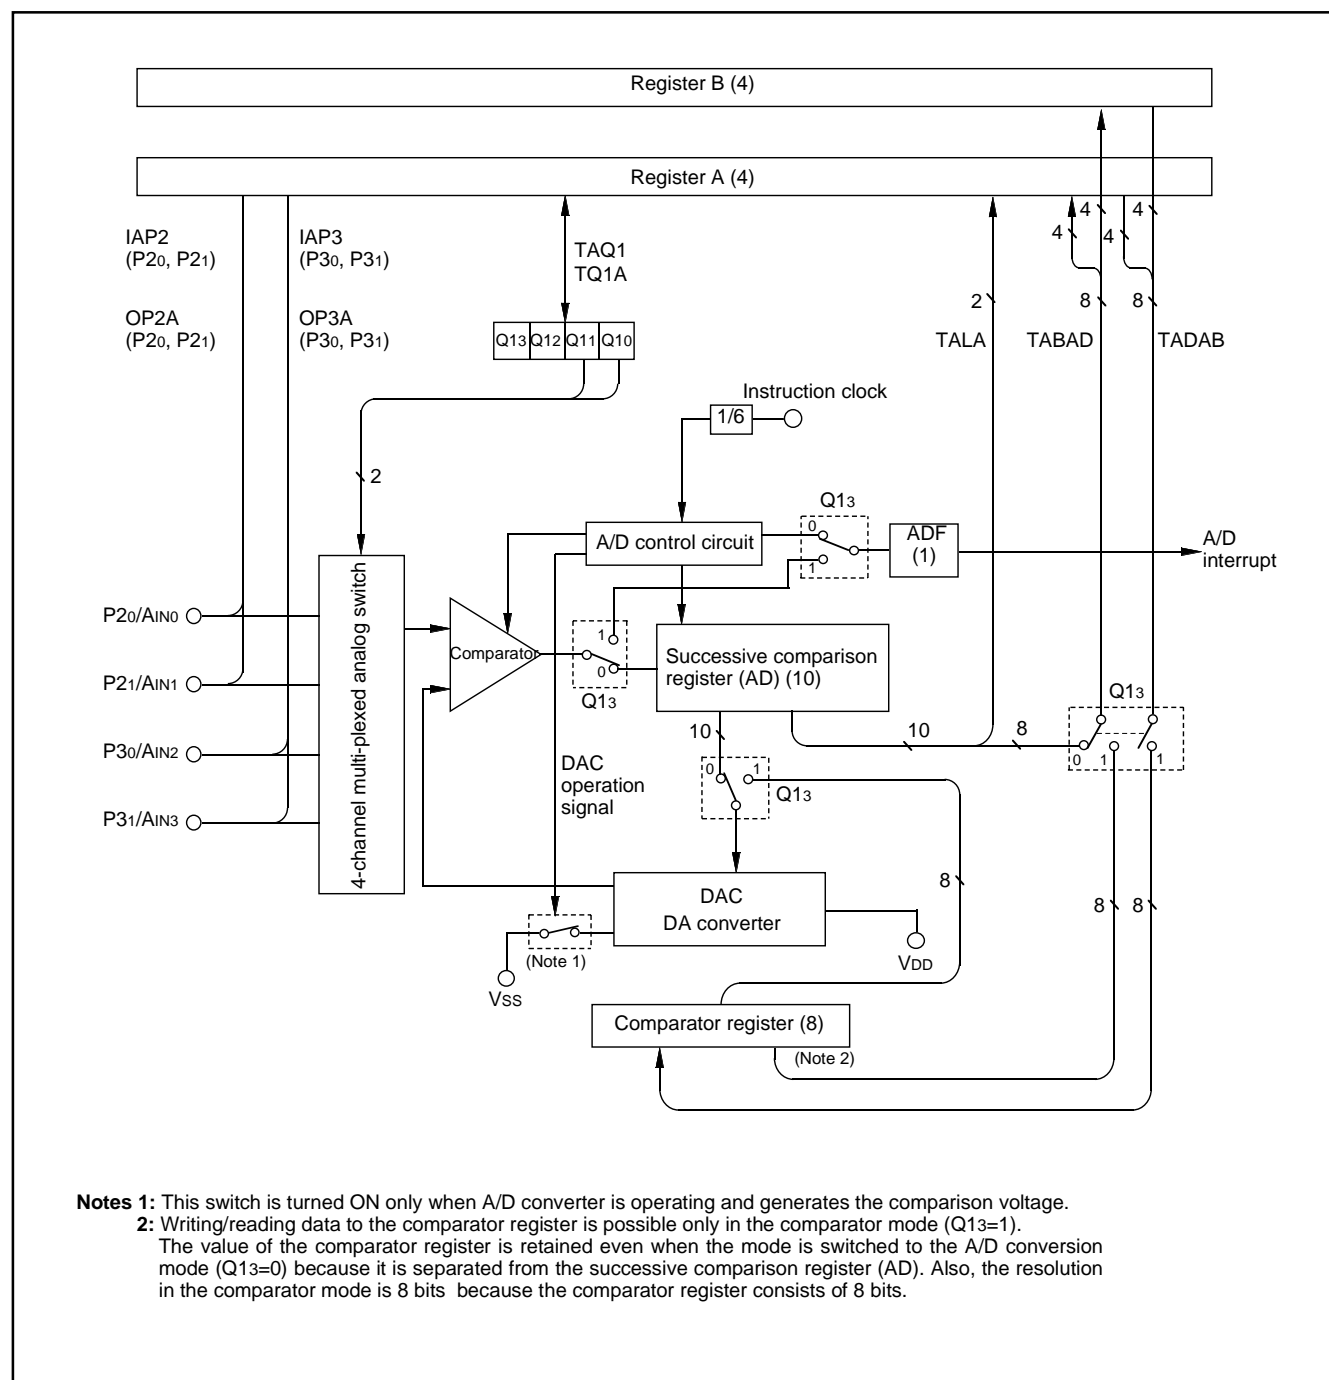 Register B (4)
Register A (4)
IAP2
(P20, P21)
IAP3
(P30, P31)
TAQ1
TQ1A
4
4
4
4
OP2A
(P20, P21)
OP3A
(P30, P31)
2
8
8
Q13 Q12 Q11 Q10
TALA
TABAD
TADAB
Instruction clock
1/6
2
Q13
0
1
A/D control circuit
ADF
(1)
A/D
interrupt
4-channel multi-plexed analog switch
P20/AIN0
P21/AIN1
P30/AIN2
P31/AIN3
Comparator
1
0
Q13
Successive comparison
register (AD) (10)
Q13
10
10
8
0
1
1
DAC
operation
signal
0
1
Q13
8
8
8
DAC
DA converter
(Note 1)
VSS
VDD
Comparator register (8)
(Note 2)
Notes 1: This switch is turned ON only when A/D converter is operating and generates the comparison voltage.
2: Writing/reading data to the comparator register is possible only in the comparator mode (Q13=1).
The value of the comparator register is retained even when the mode is switched to the A/D conversion
mode (Q13=0) because it is separated from the successive comparison register (AD). Also, the resolution
in the comparator mode is 8 bits because the comparator register consists of 8 bits.